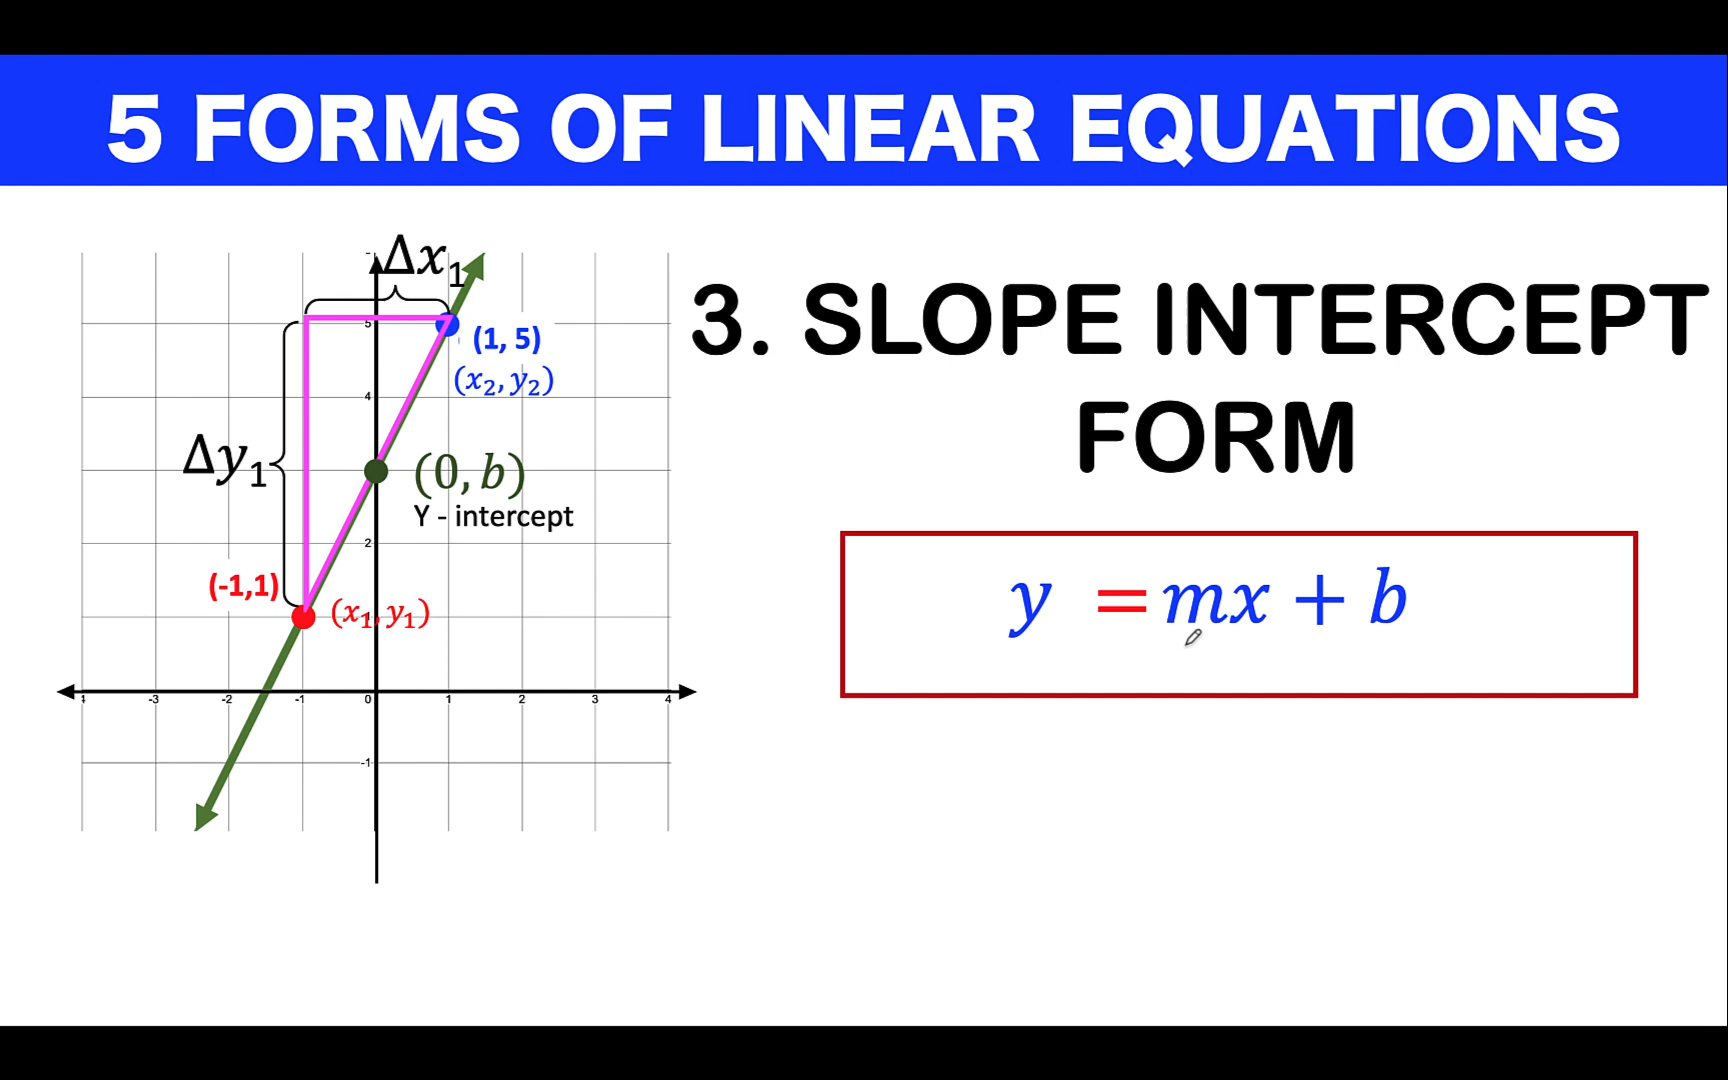 5 FORMS OF LINEAR EQUATIONS
Δx₁
5
(1, 5)
(x₂, y₂)
4
Δy₁
(0, b)
Y - intercept
2
(-1,1)
(x₁, y₁)
1
-3 -2 -1 0 1 2 3 4
-1
3. SLOPE INTERCEPT
FORM
y = mx + b